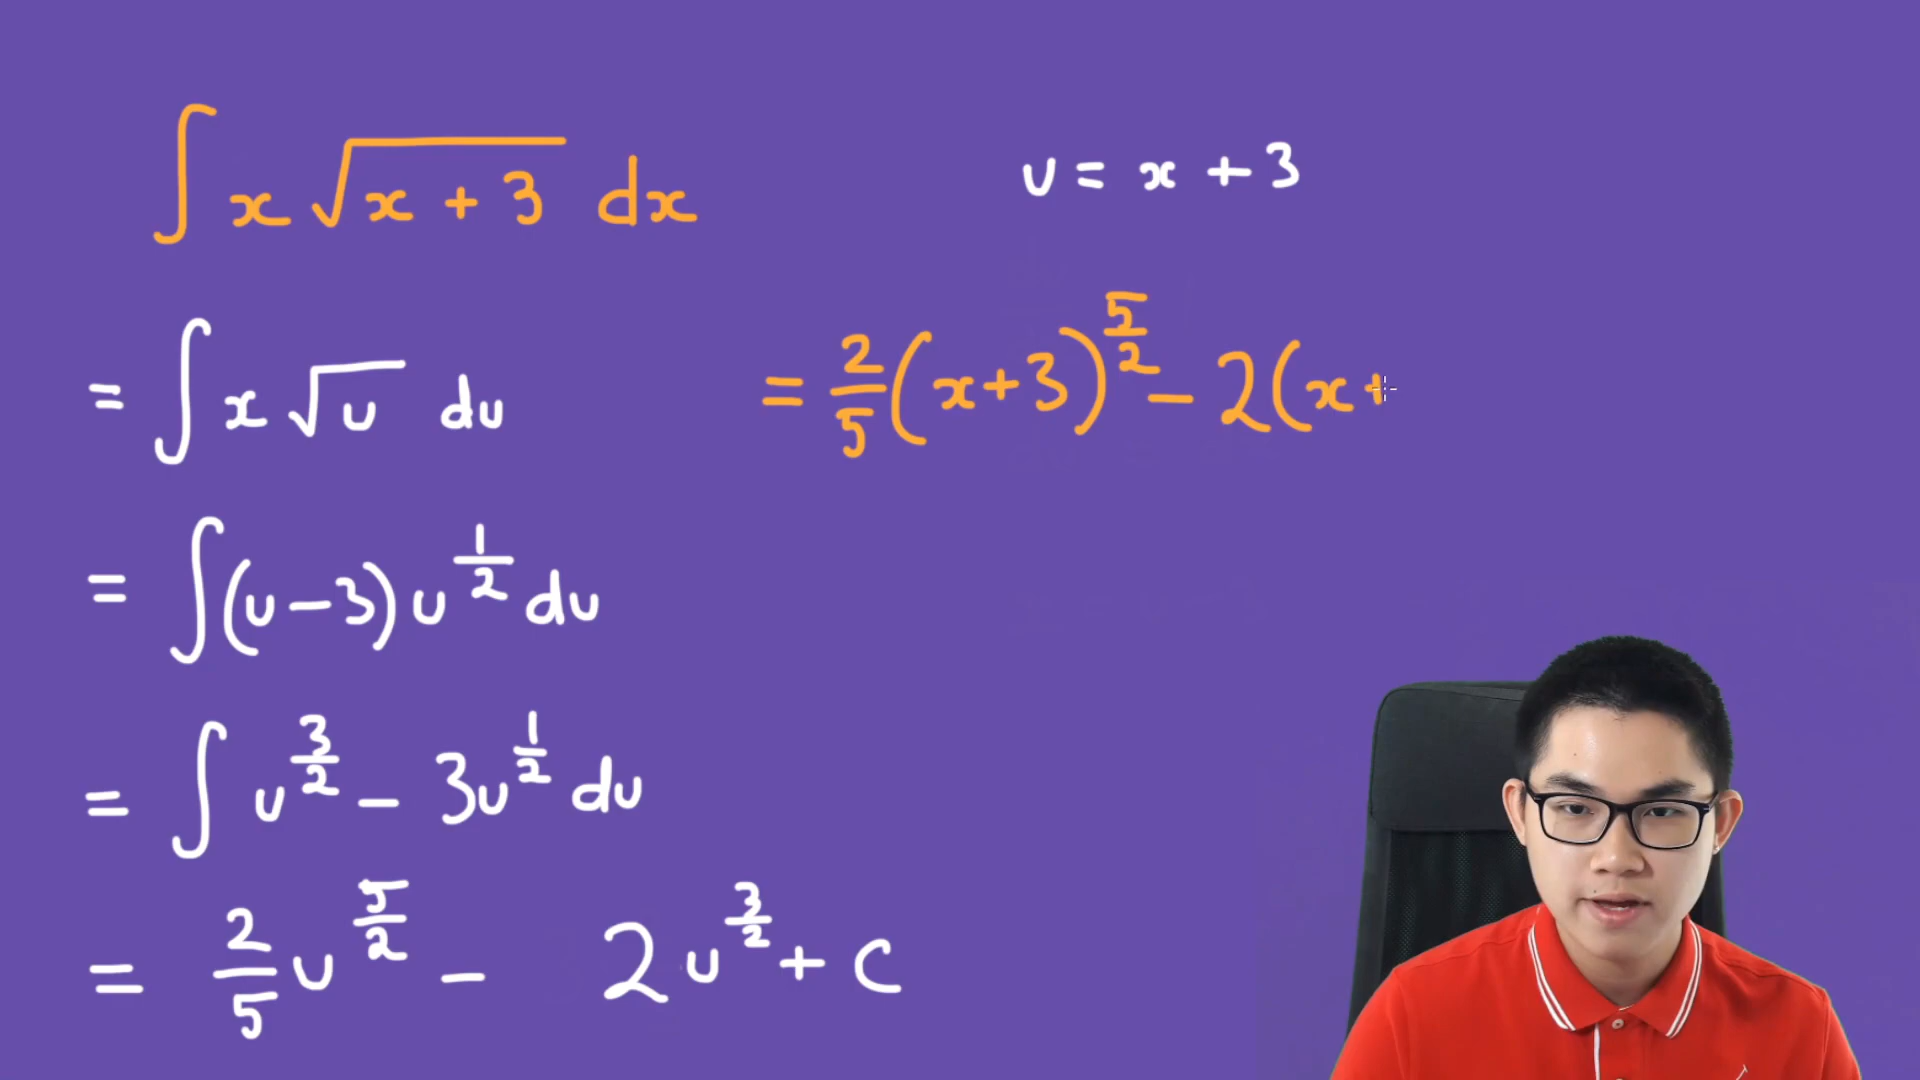 ∫ x √(x + 3) dx
u = x + 3
= ∫ x √u du
= ∫ (u − 3) u^(1/2) du
= ∫ u^(3/2) − 3u^(1/2) du
= 2/5 u^(5/2) − 2u^(3/2) + C
= 2/5 (x+3)^(5/2) − 2(x+